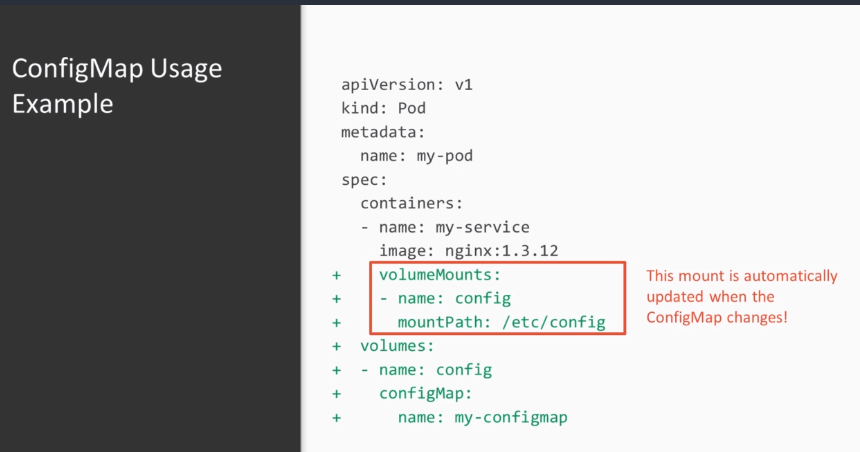 ConfigMap Usage
Example
apiVersion: v1
kind: Pod
metadata:
  name: my-pod
spec:
  containers:
  - name: my-service
    image: nginx:1.3.12
+    volumeMounts:
+    - name: config
+      mountPath: /etc/config
+  volumes:
+  - name: config
+    configMap:
+      name: my-configmap
This mount is automatically
updated when the
ConfigMap changes!